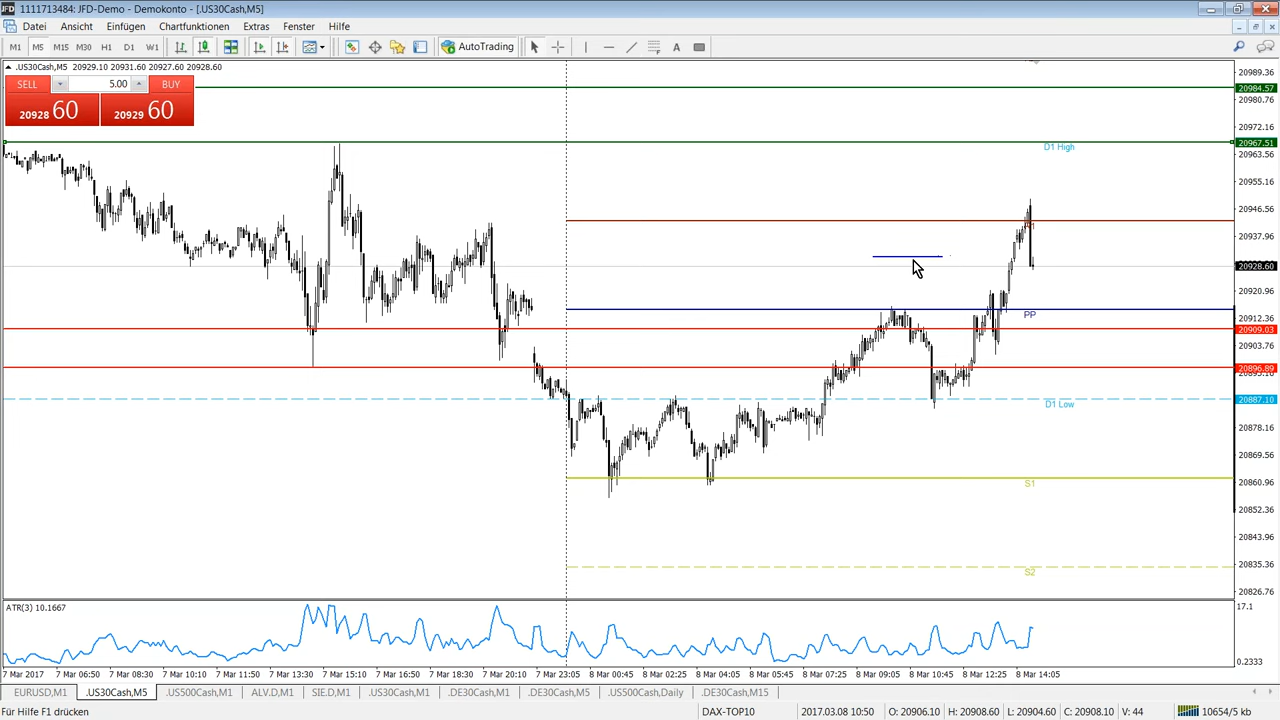 1111713484: JFD-Demo - Demokonto - [.US30Cash,M5]
Datei Ansicht Einfügen Chartfunktionen Extras Fenster Hilfe
M1 M5 M15 M30 H1 D1 W1 AutoTrading A
.US30Cash,M5 20929.10 20931.60 20927.60 20928.60
SELL 5.00 BUY
20928 60 20929 60
20989.36
20984.57
20980.76
20972.16
20967.51
D1 High
20963.56
20955.16
20946.56
20937.96
20928.60
20920.96
20912.36
PP
20909.03
20903.76
20896.89
20887.10
D1 Low
20878.16
20869.56
20860.96
S1
20852.36
20843.96
20835.36
S2
20826.76
ATR(3) 10.1667
17.1
0.2333
7 Mar 2017 7 Mar 06:50 7 Mar 08:30 7 Mar 10:10 7 Mar 11:50 7 Mar 13:30 7 Mar 15:10 7 Mar 16:50 7 Mar 18:30 7 Mar 20:10 7 Mar 23:05 8 Mar 00:45 8 Mar 02:25 8 Mar 04:05 8 Mar 05:45 8 Mar 07:25 8 Mar 09:05 8 Mar 10:45 8 Mar 12:25 8 Mar 14:05
EURUSD,M1 .US30Cash,M5 .US500Cash,M1 ALV.D,M1 SIE.D,M1 .US30Cash,M1 .DE30Cash,M1 .DE30Cash,M5 .US500Cash,Daily .DE30Cash,M15
Für Hilfe F1 drücken DAX-TOP10 2017.03.08 10:50 O: 20906.10 H: 20908.60 L: 20904.60 C: 20908.10 V: 44 10654/5 kb